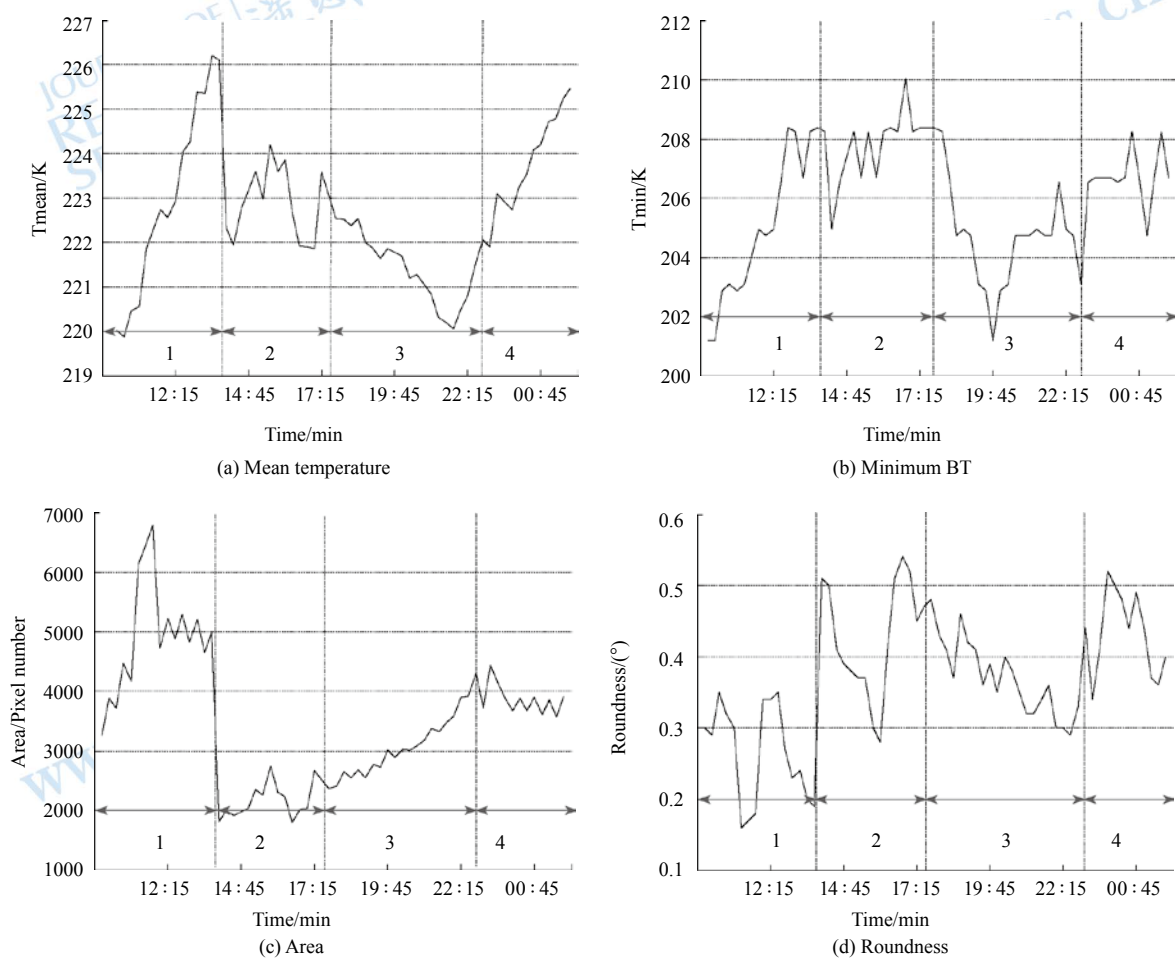 227
226
225
224
223
222
221
220
219
Tmean/K
1 2 3 4
12:15 14:45 17:15 19:45 22:15 00:45
Time/min
(a) Mean temperature
212
210
208
206
204
202
200
Tmin/K
1 2 3 4
12:15 14:45 17:15 19:45 22:15 00:45
Time/min
(b) Minimum BT
7000
6000
5000
4000
3000
2000
1000
Area/Pixel number
1 2 3 4
12:15 14:45 17:15 19:45 22:15 00:45
Time/min
(c) Area
0.6
0.5
0.4
0.3
0.2
0.1
Roundness/(°)
1 2 3 4
12:15 14:45 17:15 19:45 22:15 00:45
Time/min
(d) Roundness